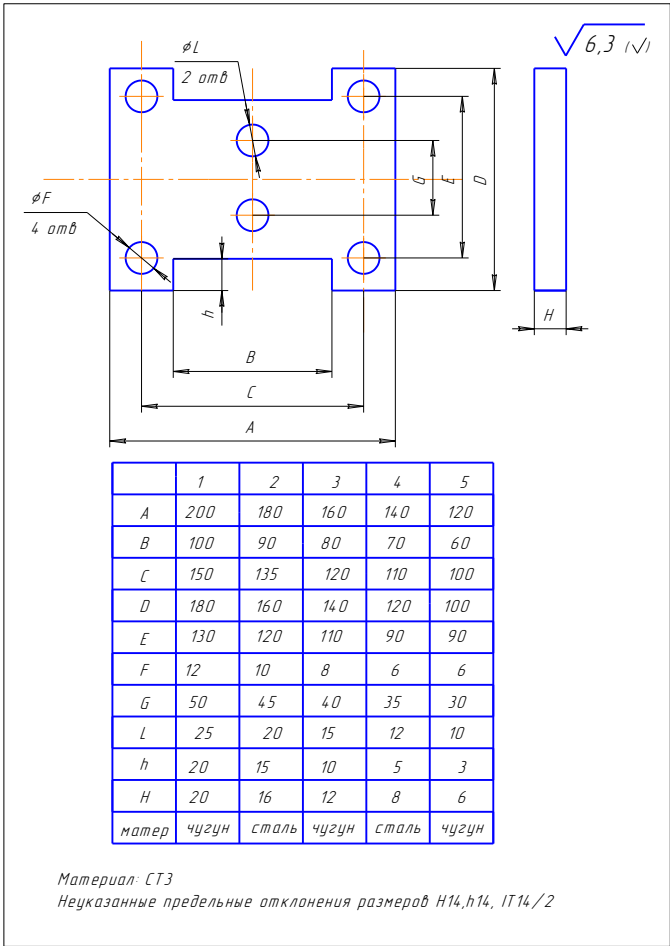 6,3 (√)
φL
2 отв
φF
4 отв
G
E
D
h
H
B
C
A
1 2 3 4 5
A 200 180 160 140 120
B 100 90 80 70 60
C 150 135 120 110 100
D 180 160 140 120 100
E 130 120 110 90 90
F 12 10 8 6 6
G 50 45 40 35 30
L 25 20 15 12 10
h 20 15 10 5 3
H 20 16 12 8 6
матер чугун сталь чугун сталь чугун
Материал: СТ3
Неуказанные предельные отклонения размеров H14,h14, IT14/2